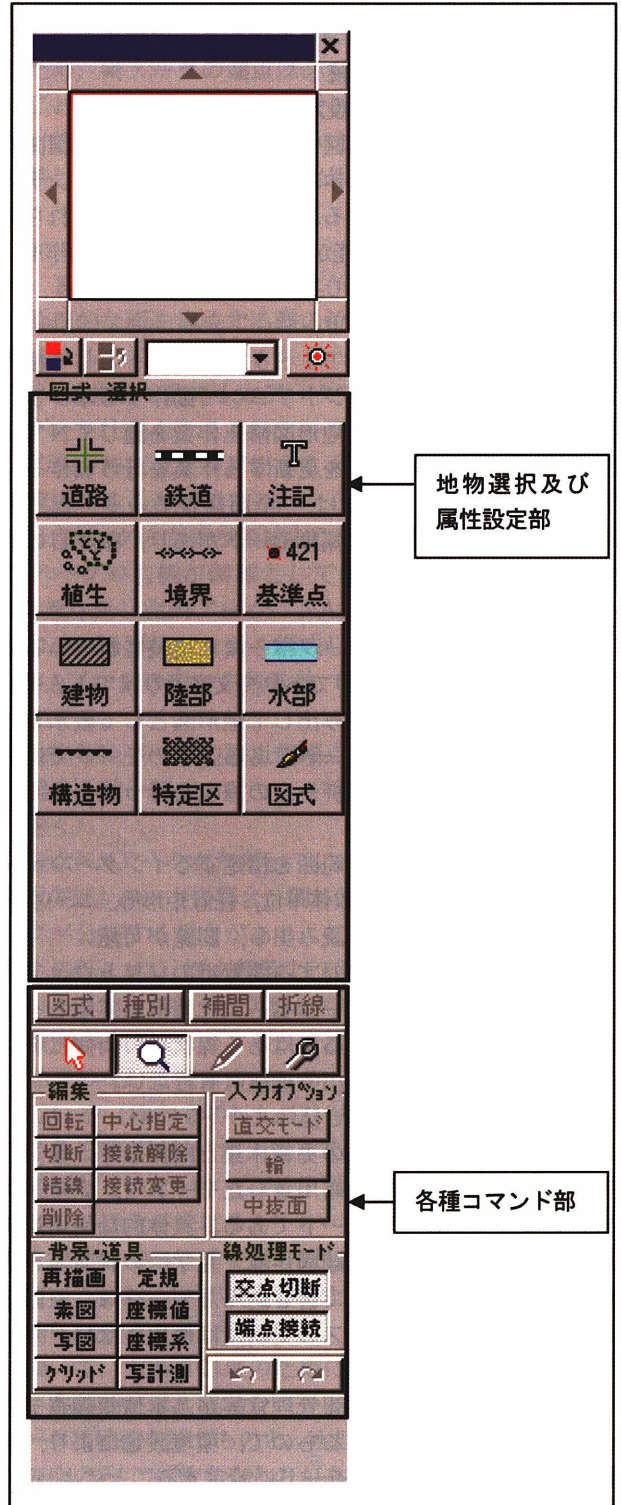 図式 選択
道路 鉄道 注記
421
植生 境界 基準点
建物 陸部 水部
構造物 特定区 図式
地物選択及び
属性設定部
図式 種別 補間 折線
編集 入力オプション
回転 中心指定 直交モード
切断 接続解除 輪
結線 接続変更 中抜面
削除
各種コマンド部
背景・道具 線処理モード
再描画 定規 交点切断
素図 座標値 端点接続
写図 座標系
グリッド 写計測